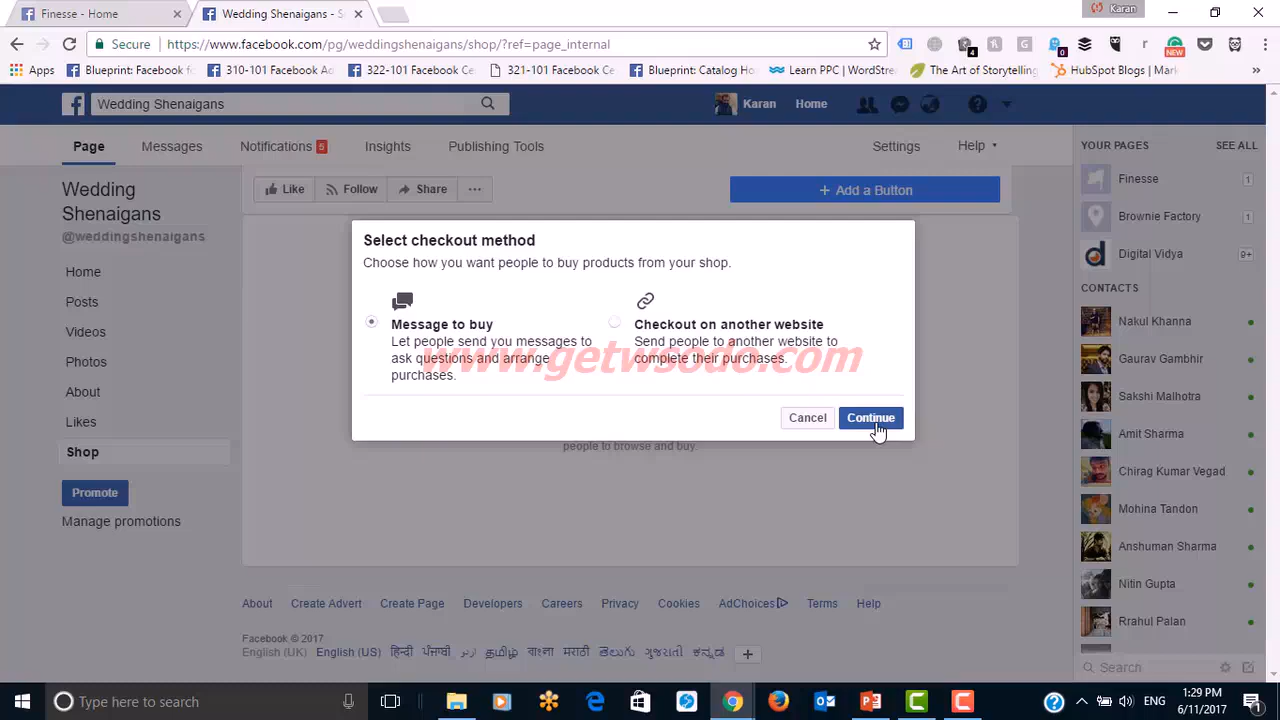 Finesse - Home
Wedding Shenaigans - S
Karan
Secure
https://www.facebook.com/pg/weddingshenaigans/shop/?ref=page_internal
4
0
NEW
Apps
Blueprint: Facebook fo
310-101 Facebook Ad
322-101 Facebook Ce
321-101 Facebook Ce
Blueprint: Catalog Ho
Learn PPC (WordStre
The Art of Storytelling
HubSpot Blogs | Mark
Wedding Shenaigans
Karan
Home
Page
Messages
Notifications 5
Insights
Publishing Tools
Settings
Help
YOUR PAGES
SEE ALL
Wedding
Shenaigans
@weddingshenaigans
Home
Posts
Videos
Photos
About
Likes
Shop
Promote
Manage promotions
Like
Follow
Share
+ Add a Button
Select checkout method
Choose how you want people to buy products from your shop.
Message to buy
Let people send you messages to
ask questions and arrange
purchases.
Checkout on another website
Send people to another website to
complete their purchases.
www.getwsodo.com
Cancel
Continue
people to browse and buy.
Finesse 1
Brownie Factory 1
Digital Vidya 9+
CONTACTS
Nakul Khanna
Gaurav Gambhir
Sakshi Malhotra
Amit Sharma
Chirag Kumar Vegad
Mohina Tandon
Anshuman Sharma
Nitin Gupta
Rrahul Palan
Search
About
Create Advert
Create Page
Developers
Careers
Privacy
Cookies
AdChoices
Terms
Help
Facebook © 2017
English (UK) English (US) हिन्दी ਪੰਜਾਬੀ اردو தமிழ் বাংলা मराठी తెలుగు ગુજરાતી ಕನ್ನಡ +
Type here to search
ENG
1:29 PM
6/11/2017
1